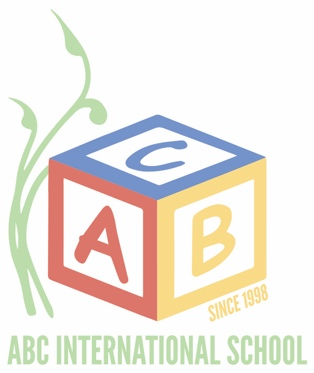 C
A B
SINCE 1998
ABC INTERNATIONAL SCHOOL